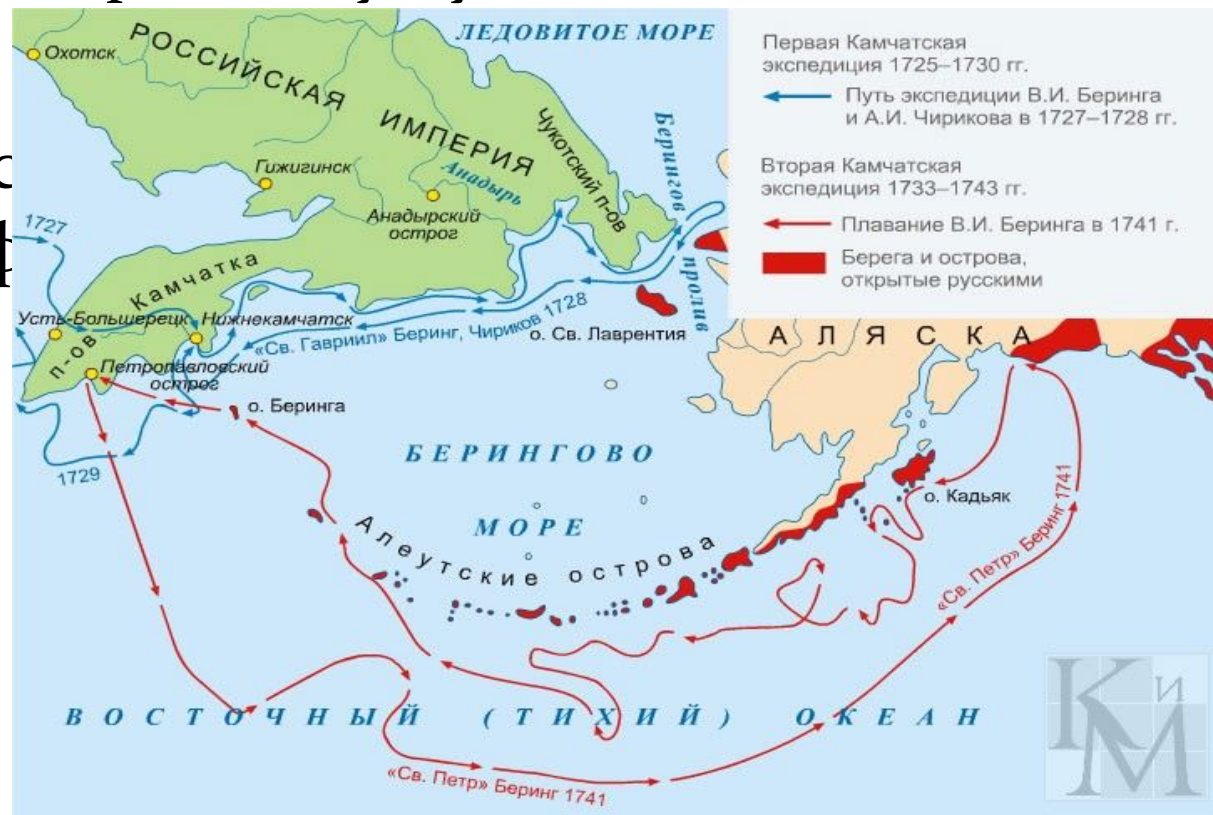 ЛЕДОВИТОЕ МОРЕ
Охотск
РОССИЙСКАЯ ИМПЕРИЯ
Чукотский п-ов
Берингов пролив
Гижигинск
Анадырь
Анадырский
острог
1727
п-ов Камчатка
Усть-Большерецк
Нижнекамчатск
«Св. Гавриил» Беринг, Чириков 1728
о. Св. Лаврентия
Петропавловский
острог
о. Беринга
1729
АЛЯСКА
БЕРИНГОВО
МОРЕ
Алеутские острова
о. Кадьяк
«Св. Петр» Беринг 1741
ВОСТОЧНЫЙ (ТИХИЙ) ОКЕАН
«Св. Петр» Беринг 1741
Первая Камчатская
экспедиция 1725–1730 гг.
Путь экспедиции В.И. Беринга
и А.И. Чирикова в 1727–1728 гг.
Вторая Камчатская
экспедиция 1733–1743 гг.
Плавание В.И. Беринга в 1741 г.
Берега и острова,
открытые русскими
КиМ